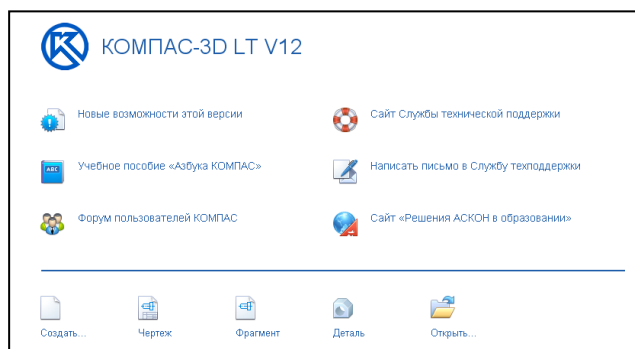 КОМПАС-3D LT V12
Новые возможности этой версии
Сайт Службы технической поддержки
ABC
Учебное пособие «Азбука КОМПАС»
Написать письмо в Службу техподдержки
Форум пользователей КОМПАС
Сайт «Решения АСКОН в образовании»
Создать...
Чертеж
Фрагмент
Деталь
Открыть...